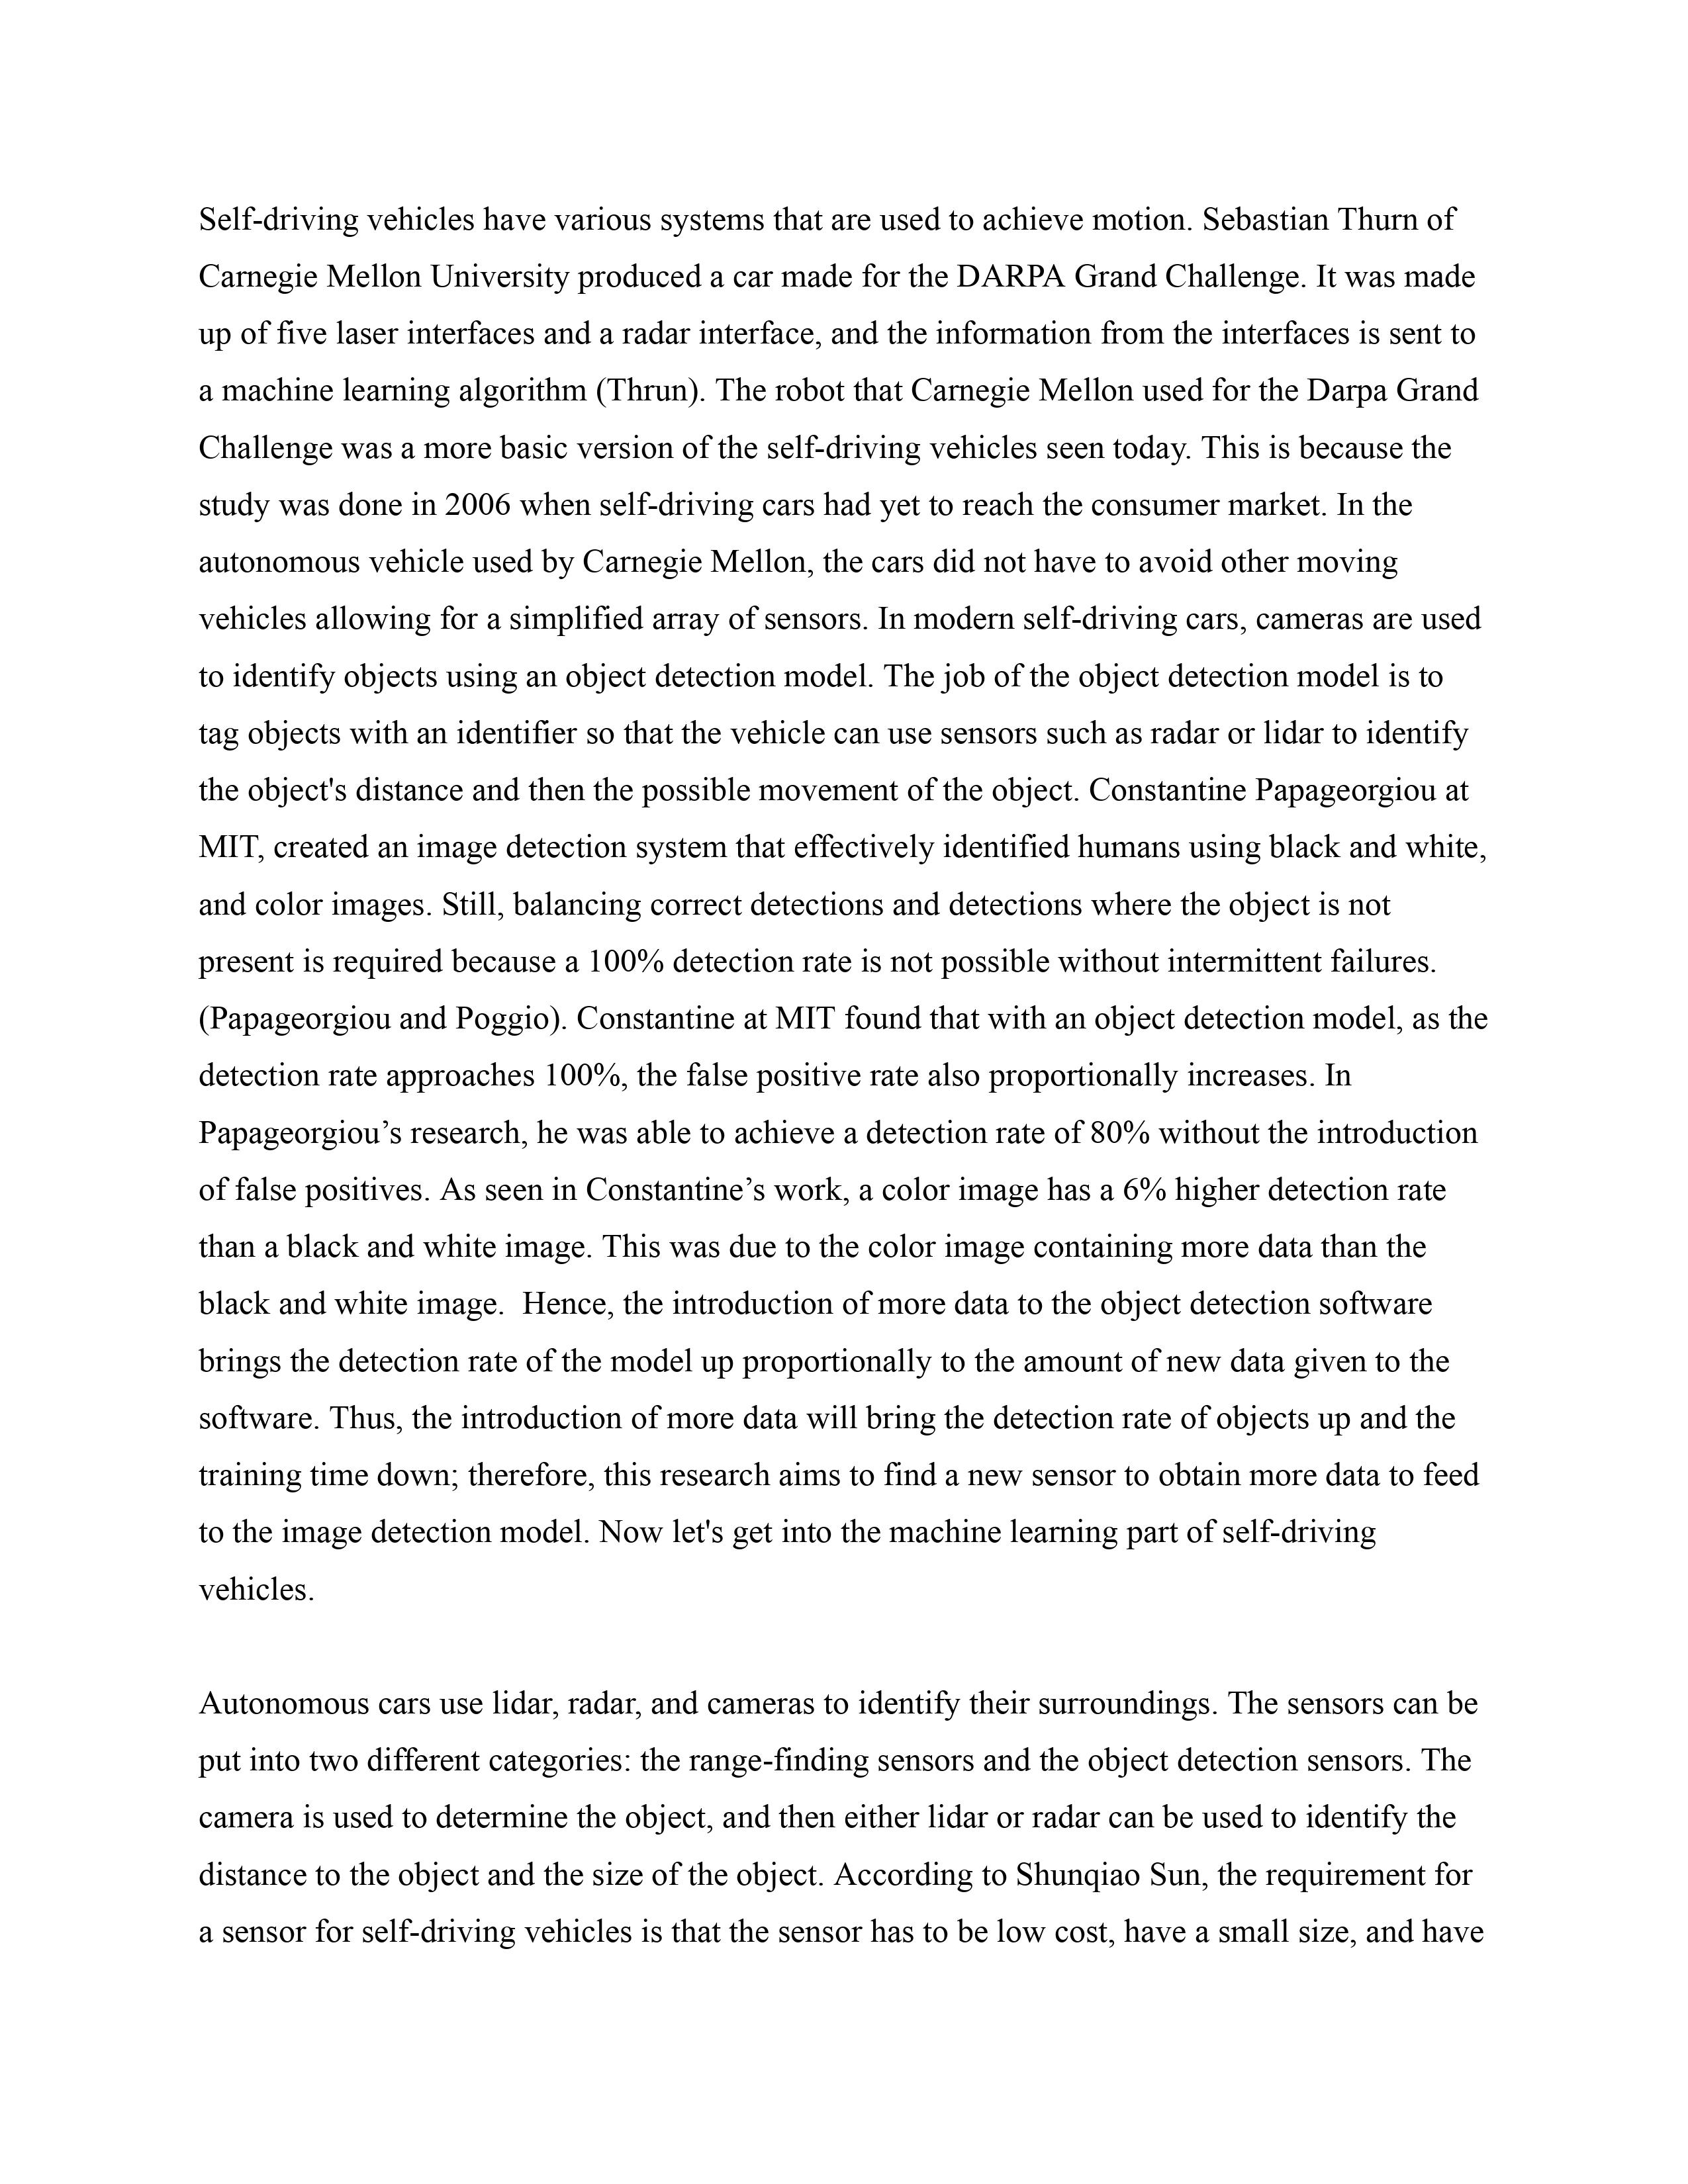 Self-driving vehicles have various systems that are used to achieve motion. Sebastian Thurn of
Carnegie Mellon University produced a car made for the DARPA Grand Challenge. It was made
up of five laser interfaces and a radar interface, and the information from the interfaces is sent to
a machine learning algorithm (Thrun). The robot that Carnegie Mellon used for the Darpa Grand
Challenge was a more basic version of the self-driving vehicles seen today. This is because the
study was done in 2006 when self-driving cars had yet to reach the consumer market. In the
autonomous vehicle used by Carnegie Mellon, the cars did not have to avoid other moving
vehicles allowing for a simplified array of sensors. In modern self-driving cars, cameras are used
to identify objects using an object detection model. The job of the object detection model is to
tag objects with an identifier so that the vehicle can use sensors such as radar or lidar to identify
the object's distance and then the possible movement of the object. Constantine Papageorgiou at
MIT, created an image detection system that effectively identified humans using black and white,
and color images. Still, balancing correct detections and detections where the object is not
present is required because a 100% detection rate is not possible without intermittent failures.
(Papageorgiou and Poggio). Constantine at MIT found that with an object detection model, as the
detection rate approaches 100%, the false positive rate also proportionally increases. In
Papageorgiou’s research, he was able to achieve a detection rate of 80% without the introduction
of false positives. As seen in Constantine’s work, a color image has a 6% higher detection rate
than a black and white image. This was due to the color image containing more data than the
black and white image.  Hence, the introduction of more data to the object detection software
brings the detection rate of the model up proportionally to the amount of new data given to the
software. Thus, the introduction of more data will bring the detection rate of objects up and the
training time down; therefore, this research aims to find a new sensor to obtain more data to feed
to the image detection model. Now let's get into the machine learning part of self-driving
vehicles.
Autonomous cars use lidar, radar, and cameras to identify their surroundings. The sensors can be
put into two different categories: the range-finding sensors and the object detection sensors. The
camera is used to determine the object, and then either lidar or radar can be used to identify the
distance to the object and the size of the object. According to Shunqiao Sun, the requirement for
a sensor for self-driving vehicles is that the sensor has to be low cost, have a small size, and have